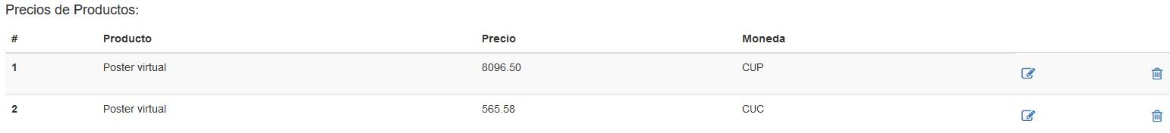 Precios de Productos:
# Producto Precio Moneda
1 Poster virtual 8096.50 CUP
2 Poster virtual 565.58 CUC